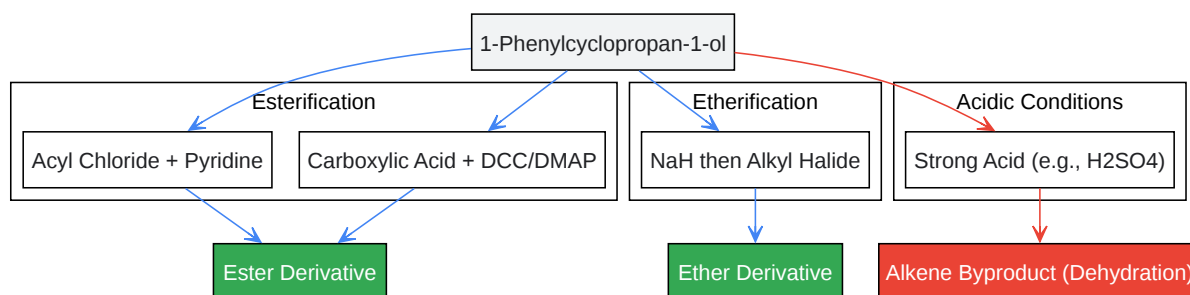 1-Phenylcyclopropan-1-ol
Esterification
Etherification
Acidic Conditions
Acyl Chloride + Pyridine
Carboxylic Acid + DCC/DMAP
NaH then Alkyl Halide
Strong Acid (e.g., H2SO4)
Ester Derivative
Ether Derivative
Alkene Byproduct (Dehydration)